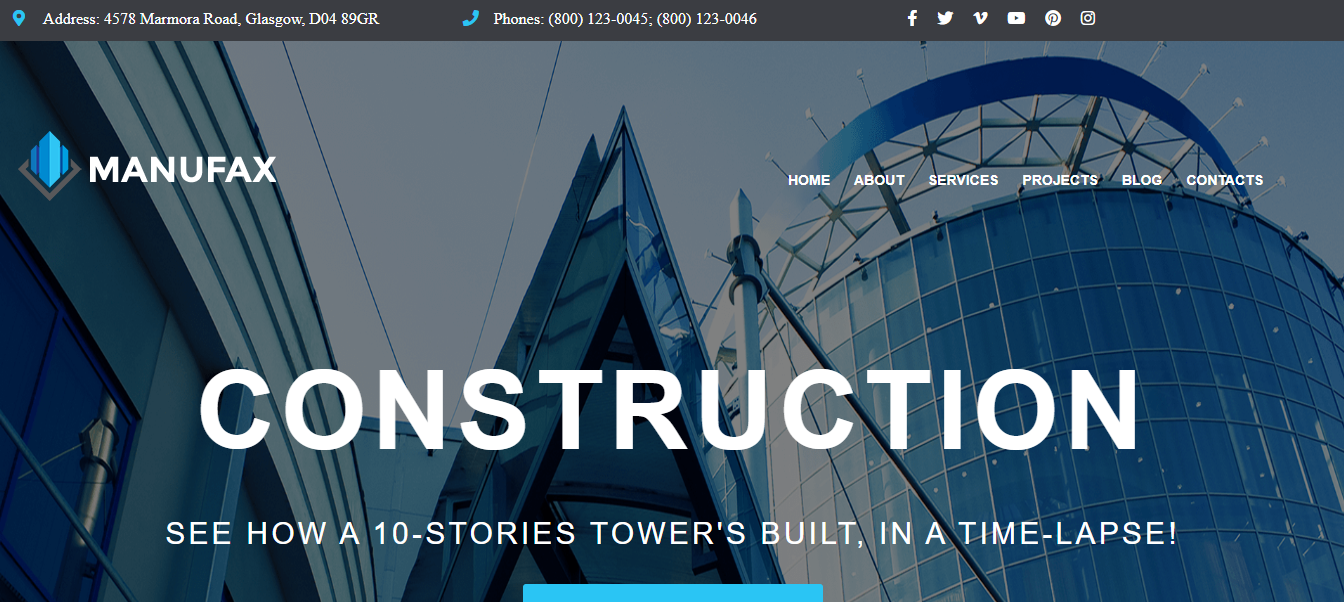 Address: 4578 Marmora Road, Glasgow, D04 89GR
Phones: (800) 123-0045; (800) 123-0046
MANUFAX
HOME ABOUT SERVICES PROJECTS BLOG CONTACTS
CONSTRUCTION
SEE HOW A 10-STORIES TOWER'S BUILT, IN A TIME-LAPSE!